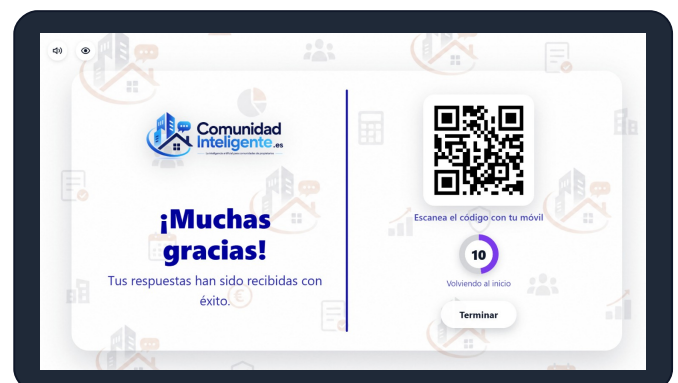 Comunidad
Inteligente.es
¡Muchas
gracias!
Tus respuestas han sido recibidas con
éxito.
Escanea el código con tu móvil
10
Volviendo al inicio
Terminar